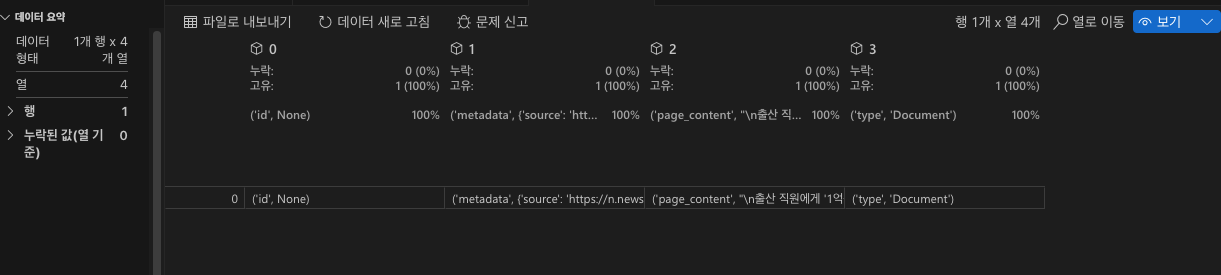 데이터 요약
데이터 형태 1개 행 x 4개 열
열 4
행 1
누락된 값(열 기준) 0
파일로 내보내기 데이터 새로 고침 문제 신고 행 1개 x 열 4개 열로 이동 보기
0 1 2 3
누락: 0 (0%) 누락: 0 (0%) 누락: 0 (0%) 누락: 0 (0%)
고유: 1 (100%) 고유: 1 (100%) 고유: 1 (100%) 고유: 1 (100%)
('id', None) 100% ('metadata', {'source': 'htt... 100% ('page_content', "\n출산 직... 100% ('type', 'Document') 100%
0 ('id', None) ('metadata', {'source': 'https://n.news ('page_content', "\n출산 직원에게 '1억 ('type', 'Document')